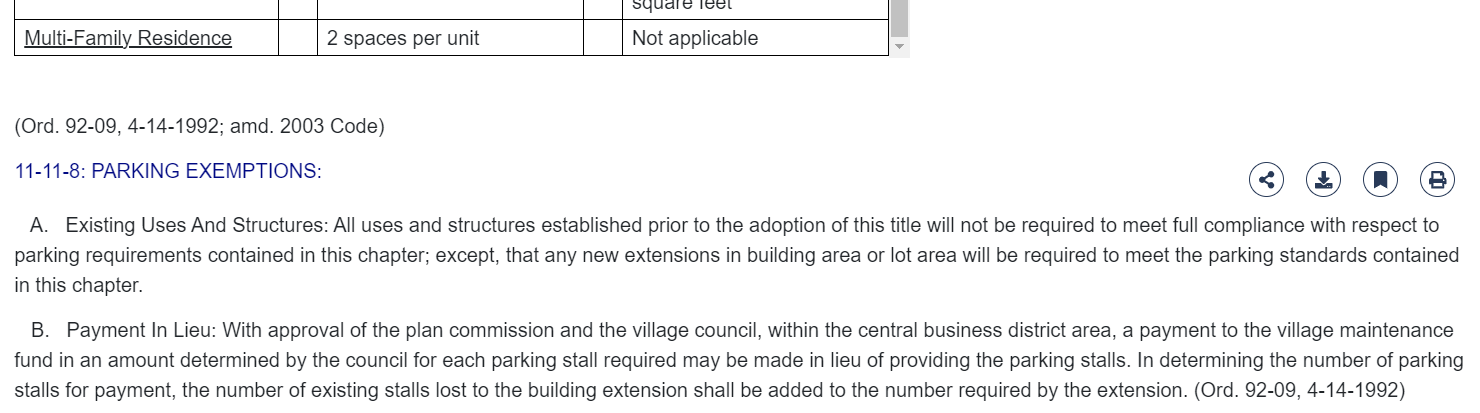 square feet
Multi-Family Residence 2 spaces per unit Not applicable
(Ord. 92-09, 4-14-1992; amd. 2003 Code)
11-11-8: PARKING EXEMPTIONS:
A. Existing Uses And Structures: All uses and structures established prior to the adoption of this title will not be required to meet full compliance with respect to
parking requirements contained in this chapter; except, that any new extensions in building area or lot area will be required to meet the parking standards contained
in this chapter.
B. Payment In Lieu: With approval of the plan commission and the village council, within the central business district area, a payment to the village maintenance
fund in an amount determined by the council for each parking stall required may be made in lieu of providing the parking stalls. In determining the number of parking
stalls for payment, the number of existing stalls lost to the building extension shall be added to the number required by the extension. (Ord. 92-09, 4-14-1992)